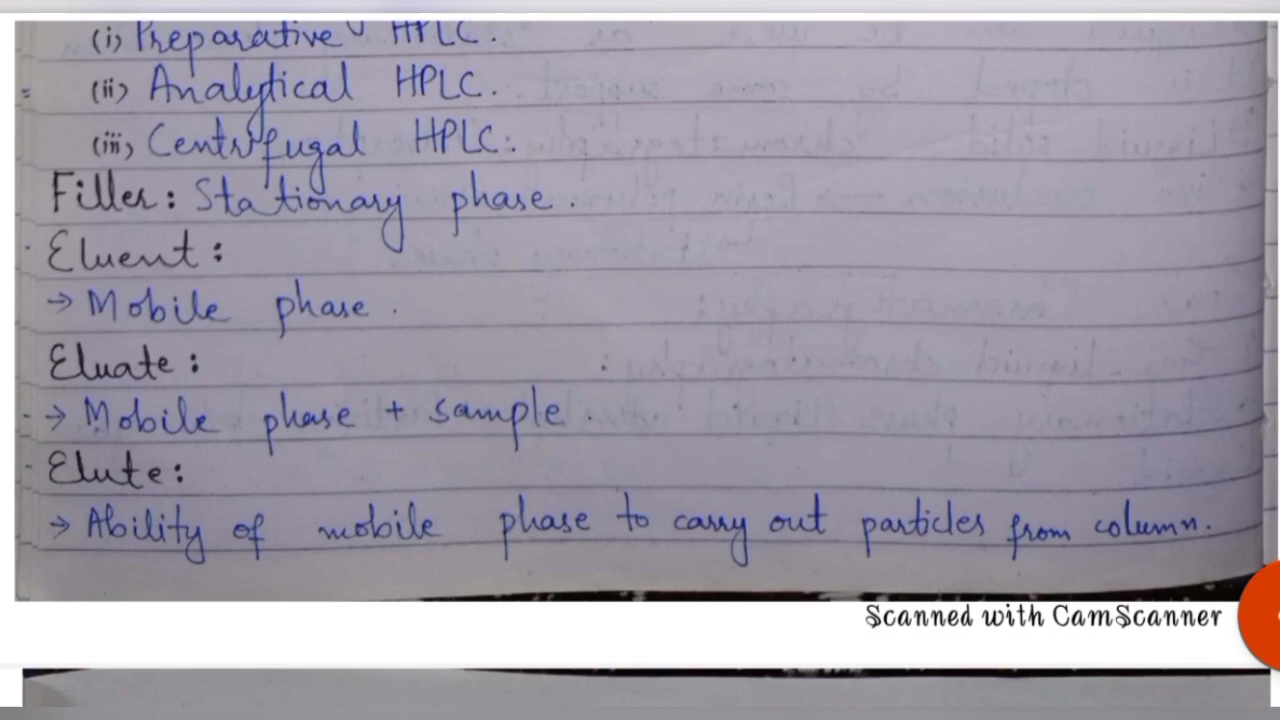 (i) Preparative HPLC.
(ii) Analytical HPLC.
(iii) Centrifugal HPLC:
Filler: Stationary phase.
Eluent:
→ Mobile phase.
Eluate:
→ Mobile phase + sample
Elute:
→ Ability of mobile phase to carry out particles from column.
Scanned with CamScanner